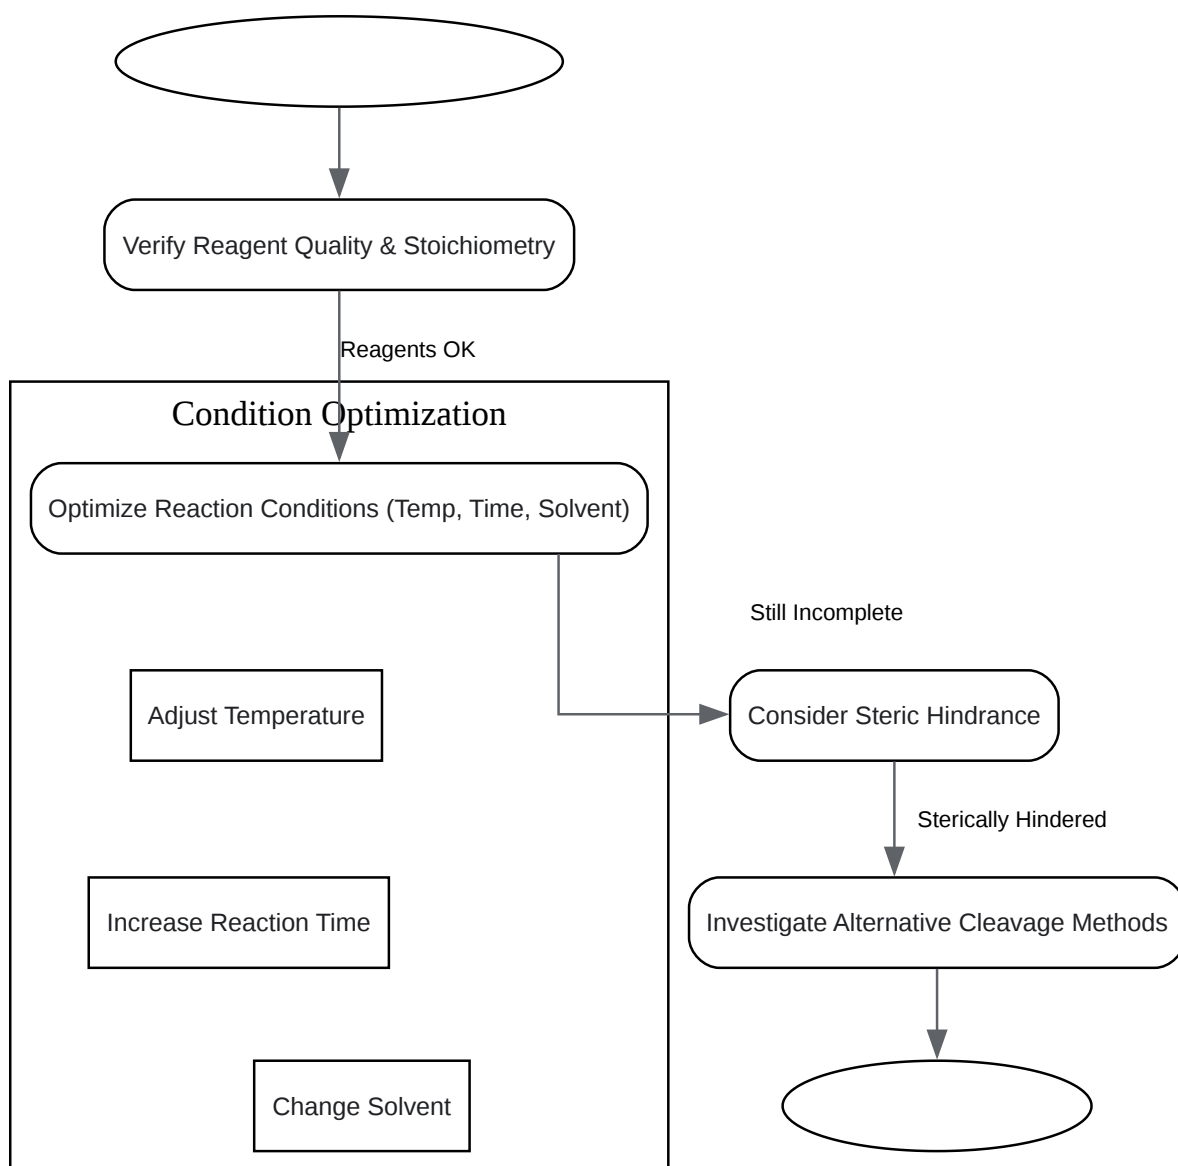 Verify Reagent Quality & Stoichiometry
Reagents OK
Condition Optimization
Optimize Reaction Conditions (Temp, Time, Solvent)
Still Incomplete
Adjust Temperature
Consider Steric Hindrance
Sterically Hindered
Increase Reaction Time
Investigate Alternative Cleavage Methods
Change Solvent